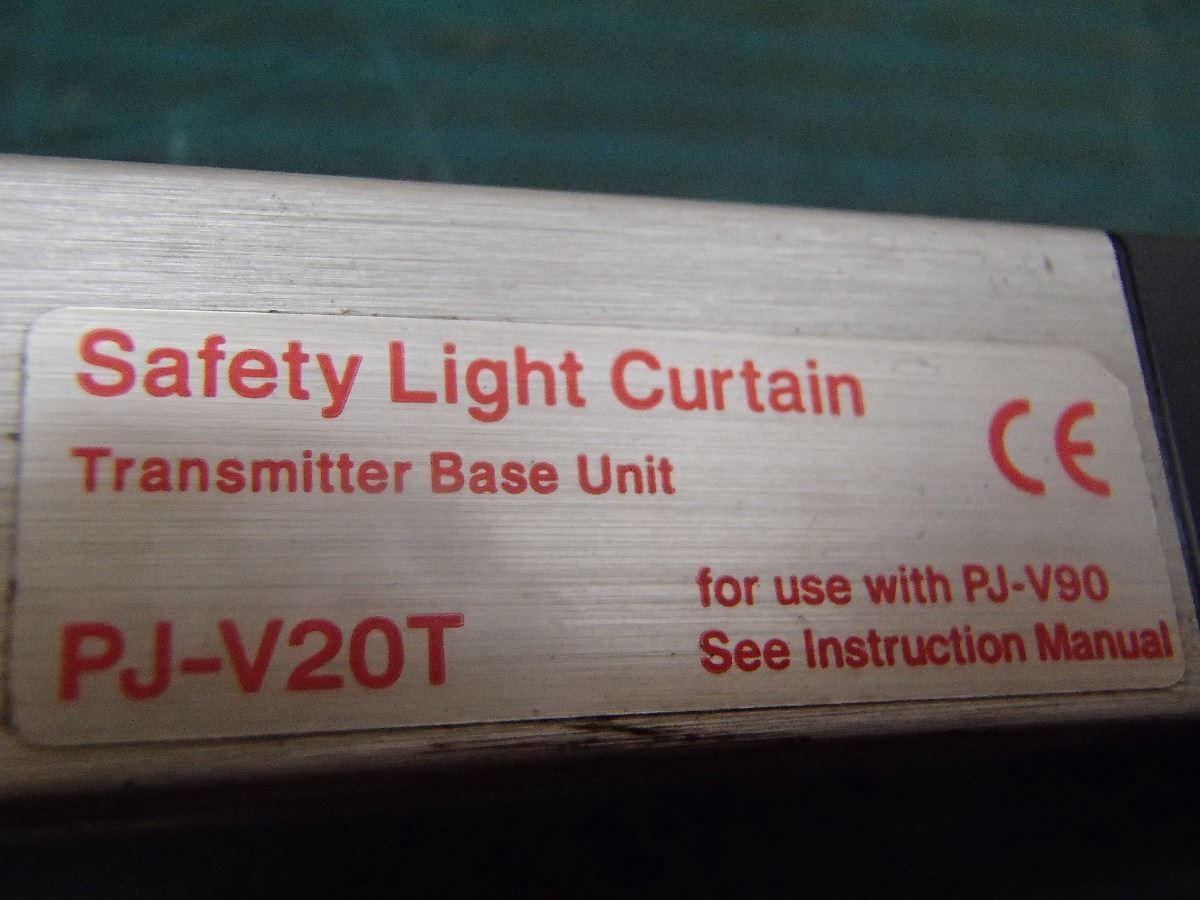 Safety Light Curtain
Transmitter Base Unit
CE
PJ-V20T
for use with PJ-V90
See Instruction Manual